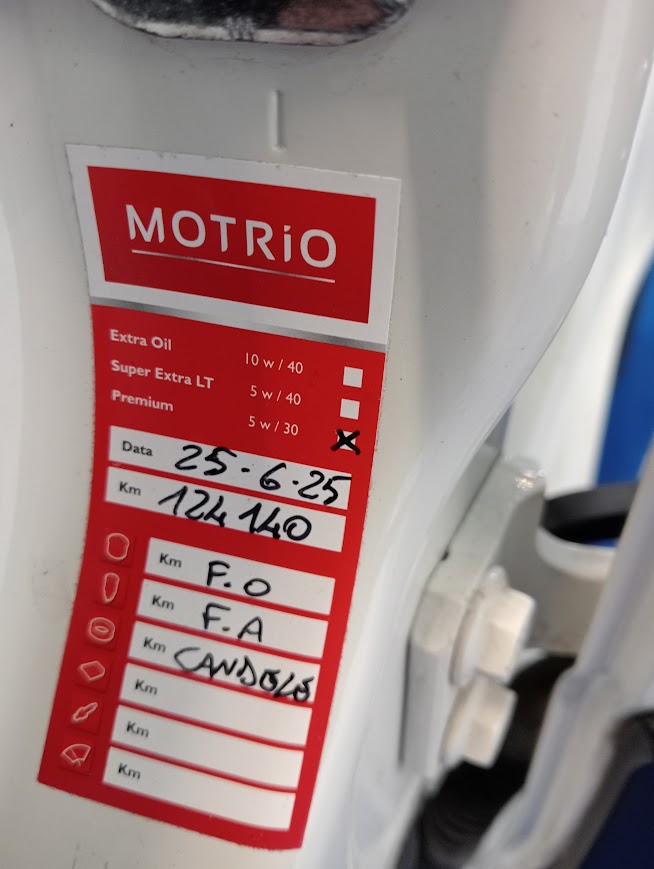 MOTRiO
Extra Oil 10 w / 40
Super Extra LT 5 w / 40
Premium 5 w / 30 X
Data 25-6-25
Km 124140
Km F.O
Km F.A
Km CANDELE
Km
Km
Km